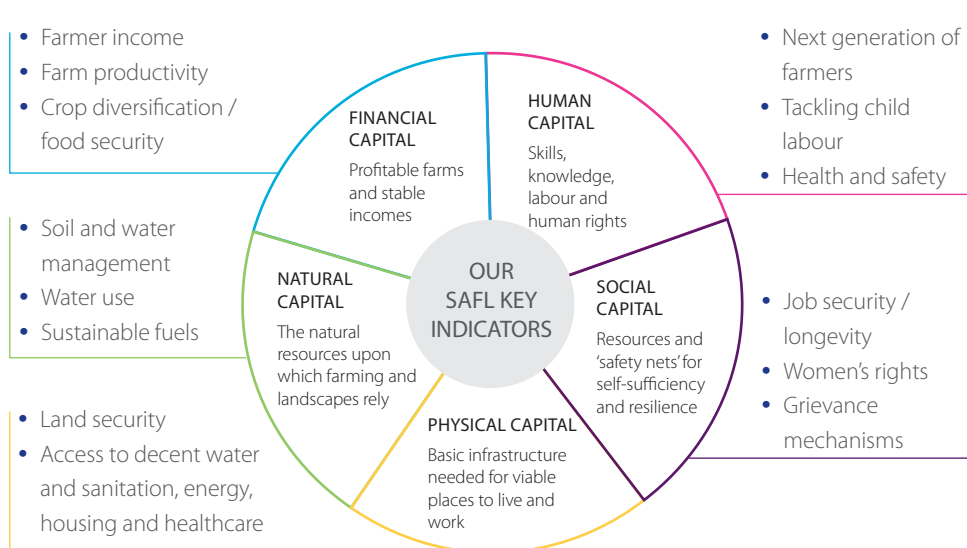 • Farmer income
• Farm productivity
• Crop diversification /
food security
• Soil and water
management
• Water use
• Sustainable fuels
• Land security
• Access to decent water
and sanitation, energy,
housing and healthcare
FINANCIAL
CAPITAL
Profitable farms
and stable
incomes
HUMAN
CAPITAL
Skills,
knowledge,
labour and
human rights
NATURAL
CAPITAL
The natural
resources upon
which farming and
landscapes rely
OUR
SAFL KEY
INDICATORS
SOCIAL
CAPITAL
Resources and
‘safety nets’ for
self-sufficiency
and resilience
PHYSICAL CAPITAL
Basic infrastructure
needed for viable
places to live and
work
• Next generation of
farmers
• Tackling child
labour
• Health and safety
• Job security /
longevity
• Women’s rights
• Grievance
mechanisms